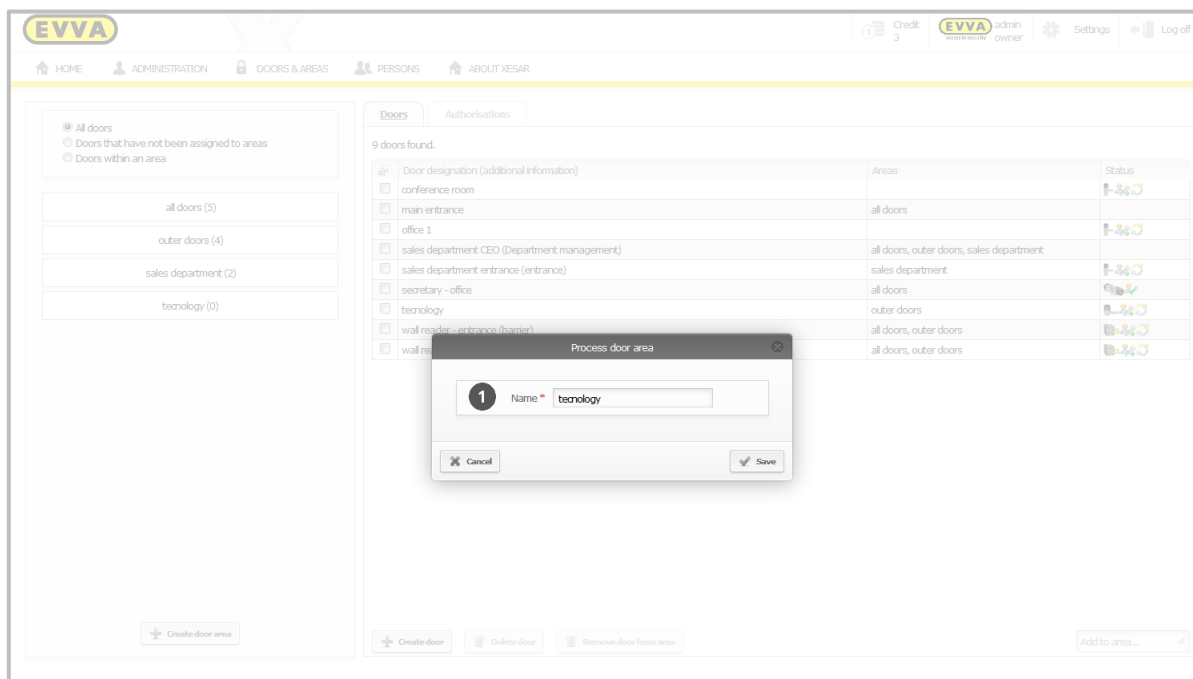 EVVA
Credit
3
EVVA
admin
owner
Settings
Log off
HOME
ADMINISTRATION
DOORS & AREAS
PERSONS
ABOUT XESAR
All doors
Doors that have not been assigned to areas
Doors within an area
all doors (5)
outer doors (4)
sales department (2)
tecnology (0)
Create door area
Doors
Authorisations
9 doors found.
Door designation (additional information) Areas Status
conference room
main entrance all doors
office 1
sales department CEO (Department management) all doors, outer doors, sales department
sales department entrance (entrance) sales department
secretary - office all doors
tecnology outer doors
wall reader - entrance (barrier) all doors, outer doors
wall all doors, outer doors
Process door area
1 Name * tecnology
Cancel Save
Create door Delete door Remove door from area Add to area...